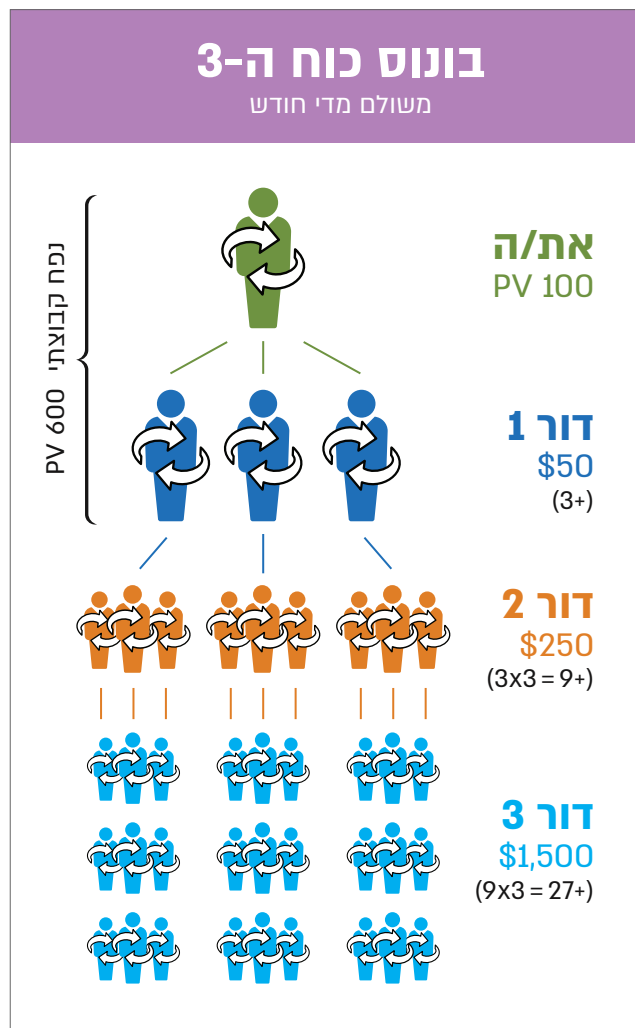 בונוס כוח ה-3
משולם מדי חודש
את/ה
PV 100
נפח קבוצתי PV 600
דור 1
$50
(3+)
דור 2
$250
(3x3 = 9+)
דור 3
$1,500
(9x3 = 27+)